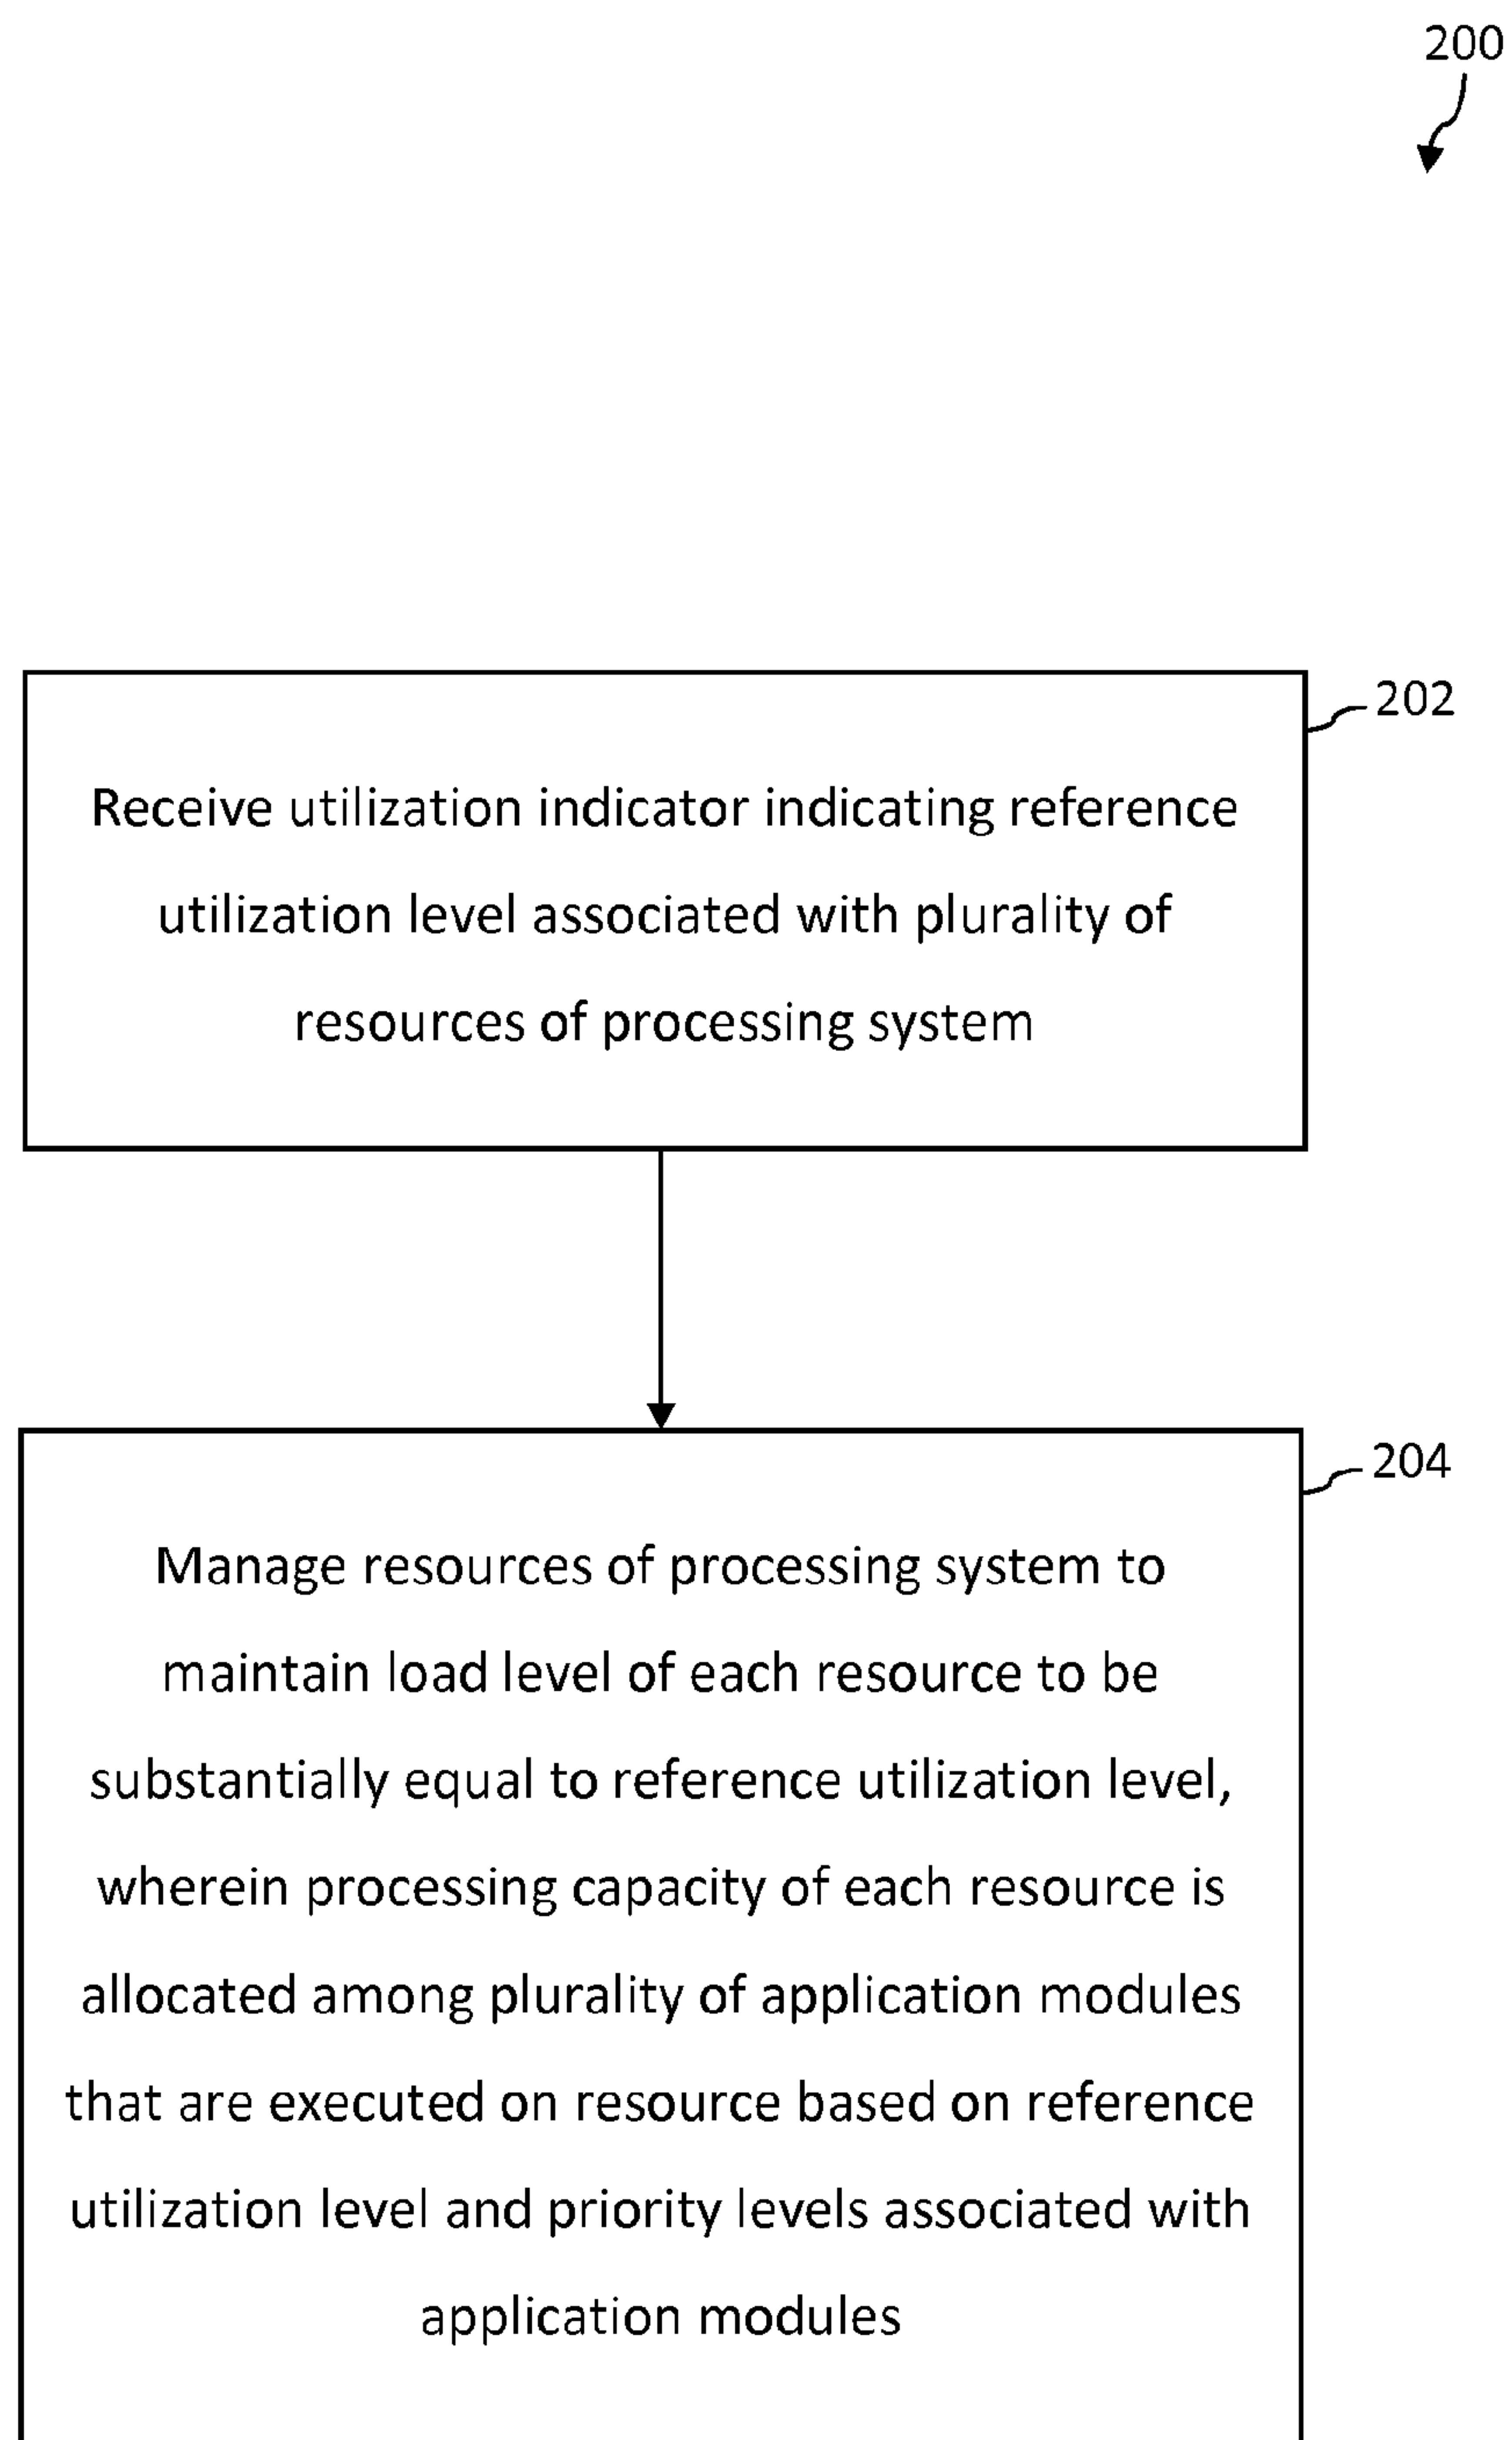 200
202
Receive utilization indicator indicating reference
utilization level associated with plurality of
resources of processing system
204
Manage resources of processing system to
maintain load level of each resource to be
substantially equal to reference utilization level,
wherein processing capacity of each resource is
allocated among plurality of application modules
that are executed on resource based on reference
utilization level and priority levels associated with
application modules